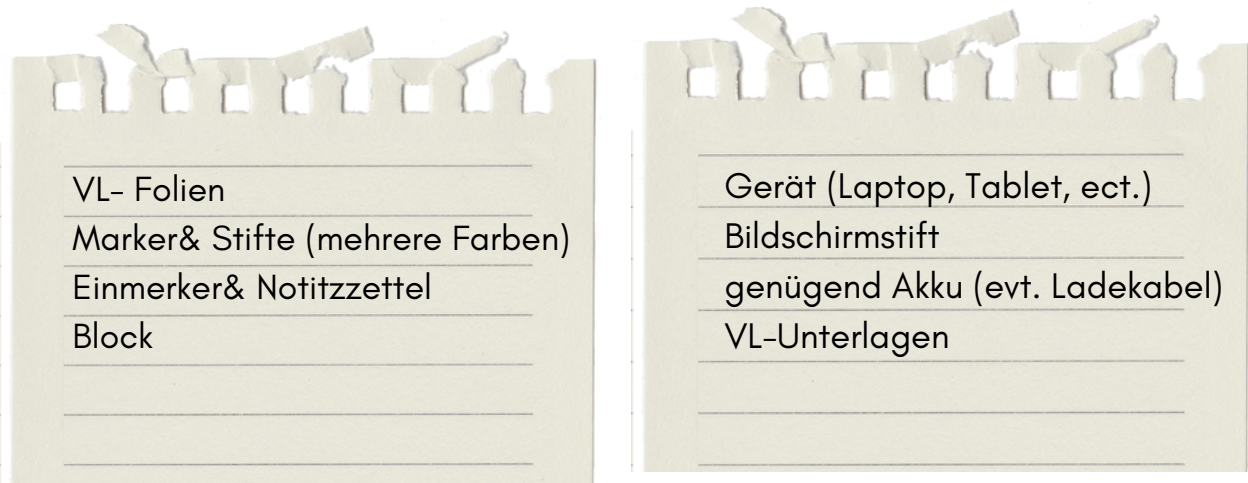 VL- Folien
Marker& Stifte (mehrere Farben)
Einmerker& Notitzzettel
Block
Gerät (Laptop, Tablet, ect.)
Bildschirmstift
genügend Akku (evt. Ladekabel)
VL-Unterlagen